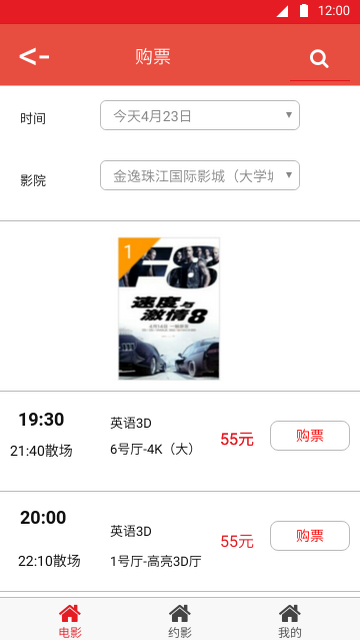 12:00
<- 购票
时间 今天4月23日
影院 金逸珠江国际影城（大学城
1
F8
速度与
激情8
19:30 英语3D 55元 购票
21:40散场 6号厅-4K（大）
20:00 英语3D 55元 购票
22:10散场 1号厅-高亮3D厅
电影 约影 我的